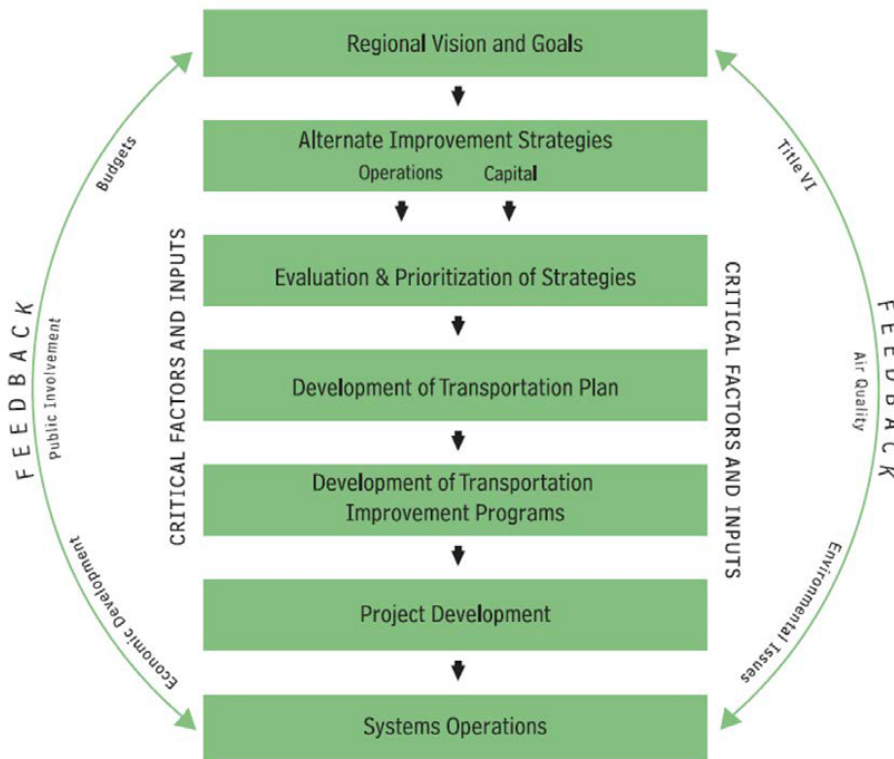 Regional Vision and Goals
Alternate Improvement Strategies
Operations Capital
Evaluation & Prioritization of Strategies
Development of Transportation Plan
Development of Transportation
Improvement Programs
Project Development
Systems Operations
FEEDBACK
Budgets
Public Involvement
Economic Development
CRITICAL FACTORS AND INPUTS
CRITICAL FACTORS AND INPUTS
Title VI
Air Quality
Environmental Issues
FEEDBACK